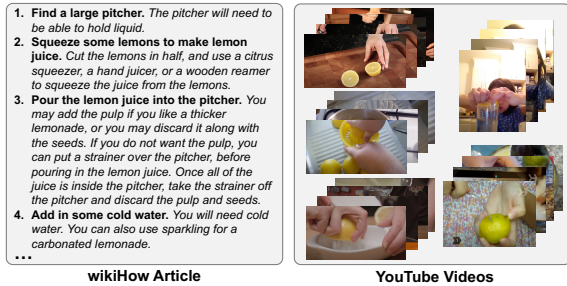 1. Find a large pitcher. The pitcher will need to
be able to hold liquid.
2. Squeeze some lemons to make lemon
juice. Cut the lemons in half, and use a citrus
squeezer, a hand juicer, or a wooden reamer
to squeeze the juice from the lemons.
3. Pour the lemon juice into the pitcher. You
may add the pulp if you like a thicker
lemonade, or you may discard it along with
the seeds. If you do not want the pulp, you
can put a strainer over the pitcher, before
pouring in the lemon juice. Once all of the
juice is inside the pitcher, take the strainer off
the pitcher and discard the pulp and seeds.
4. Add in some cold water. You will need cold
water. You can also use sparkling for a
carbonated lemonade.
...
wikiHow Article
YouTube Videos